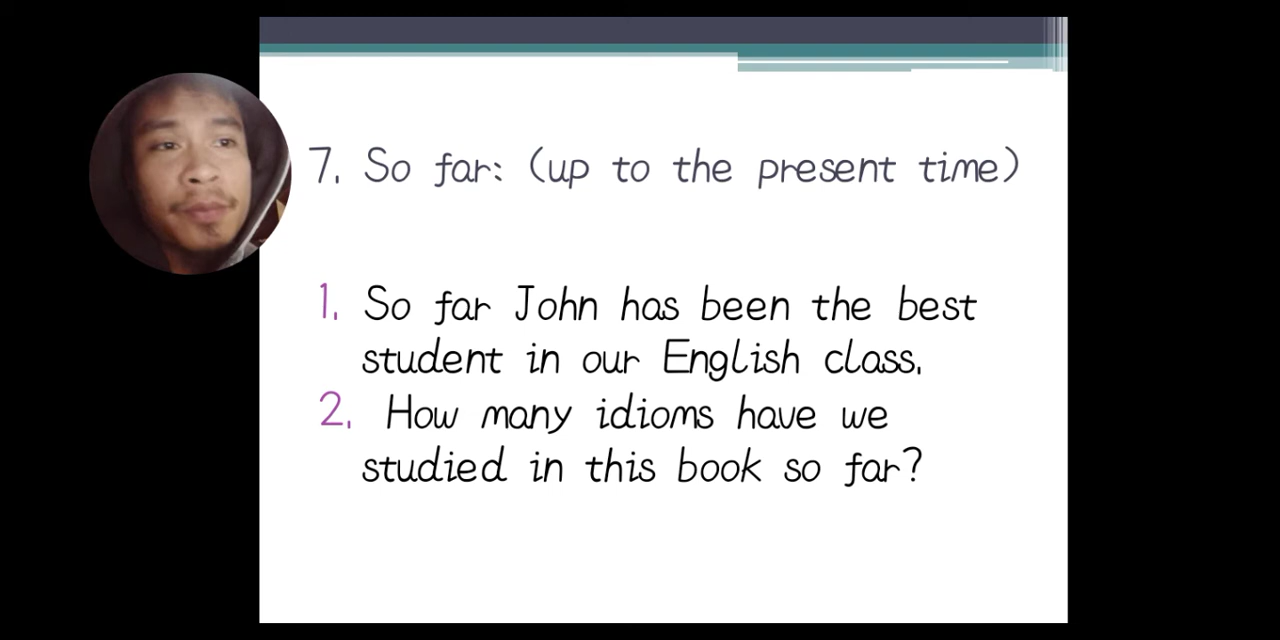 7. So far: (up to the present time)
1. So far John has been the best
student in our English class.
2. How many idioms have we
studied in this book so far?